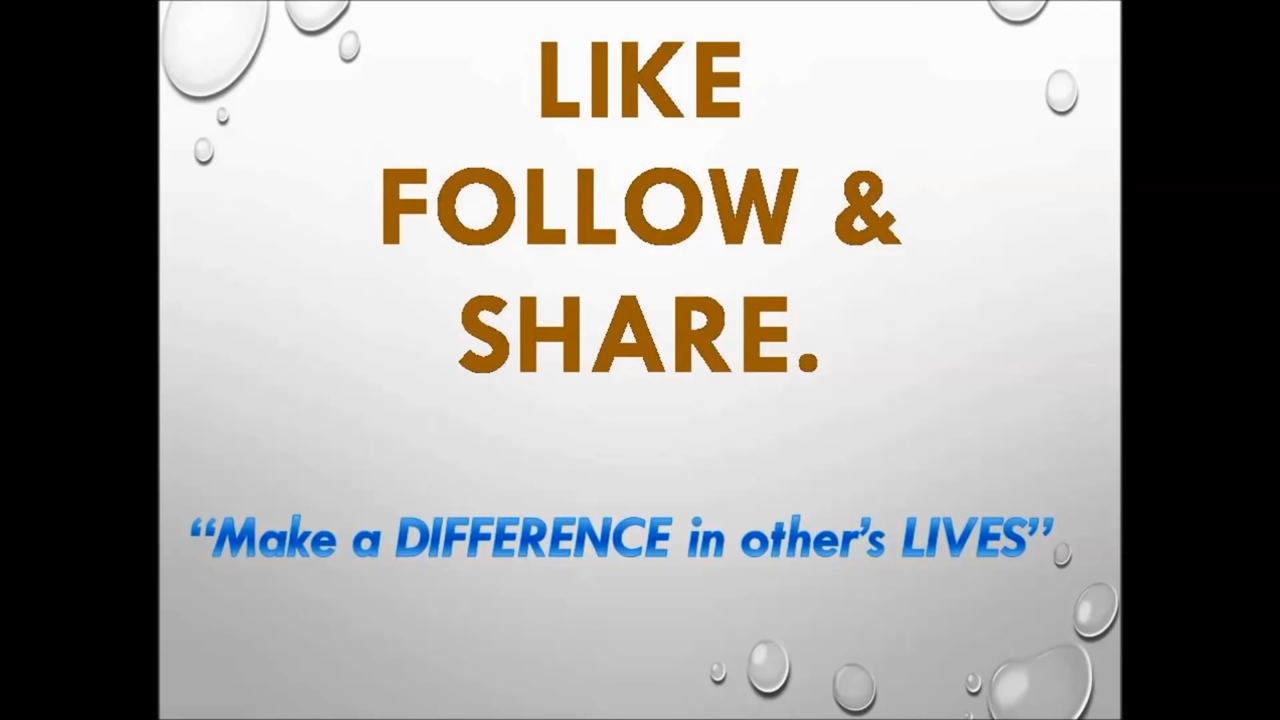 LIKE
FOLLOW &
SHARE.
“Make a DIFFERENCE in other’s LIVES”